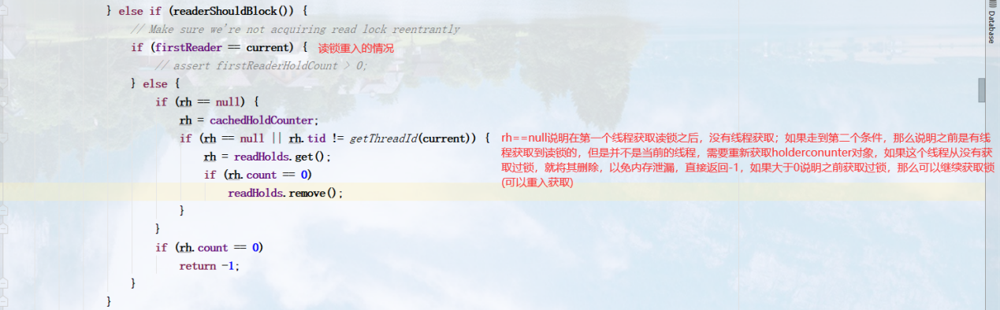 } else if (readerShouldBlock()) {
// Make sure we're not acquiring read lock reentrantly
if (firstReader == current) { 读锁重入的情况
// assert firstReaderHoldCount > 0;
} else {
if (rh == null) {
rh = cachedHoldCounter;
if (rh == null || rh.tid != getThreadId(current)) { rh==null说明在第一个线程获取读锁之后，没有线程获取；如果走到第二个条件，那么说明之前是有线
程获取到读锁的，但是并不是当前的线程，需要重新获取holderconunter对象，如果这个线程从没有获
取过锁，就将其删除，以免内存泄漏，直接返回-1，如果大于0说明之前获取过锁，那么可以继续获取锁
(可以重入获取)
rh = readHolds.get();
if (rh.count == 0)
readHolds.remove();
}
}
if (rh.count == 0)
return -1;
}
}
Database